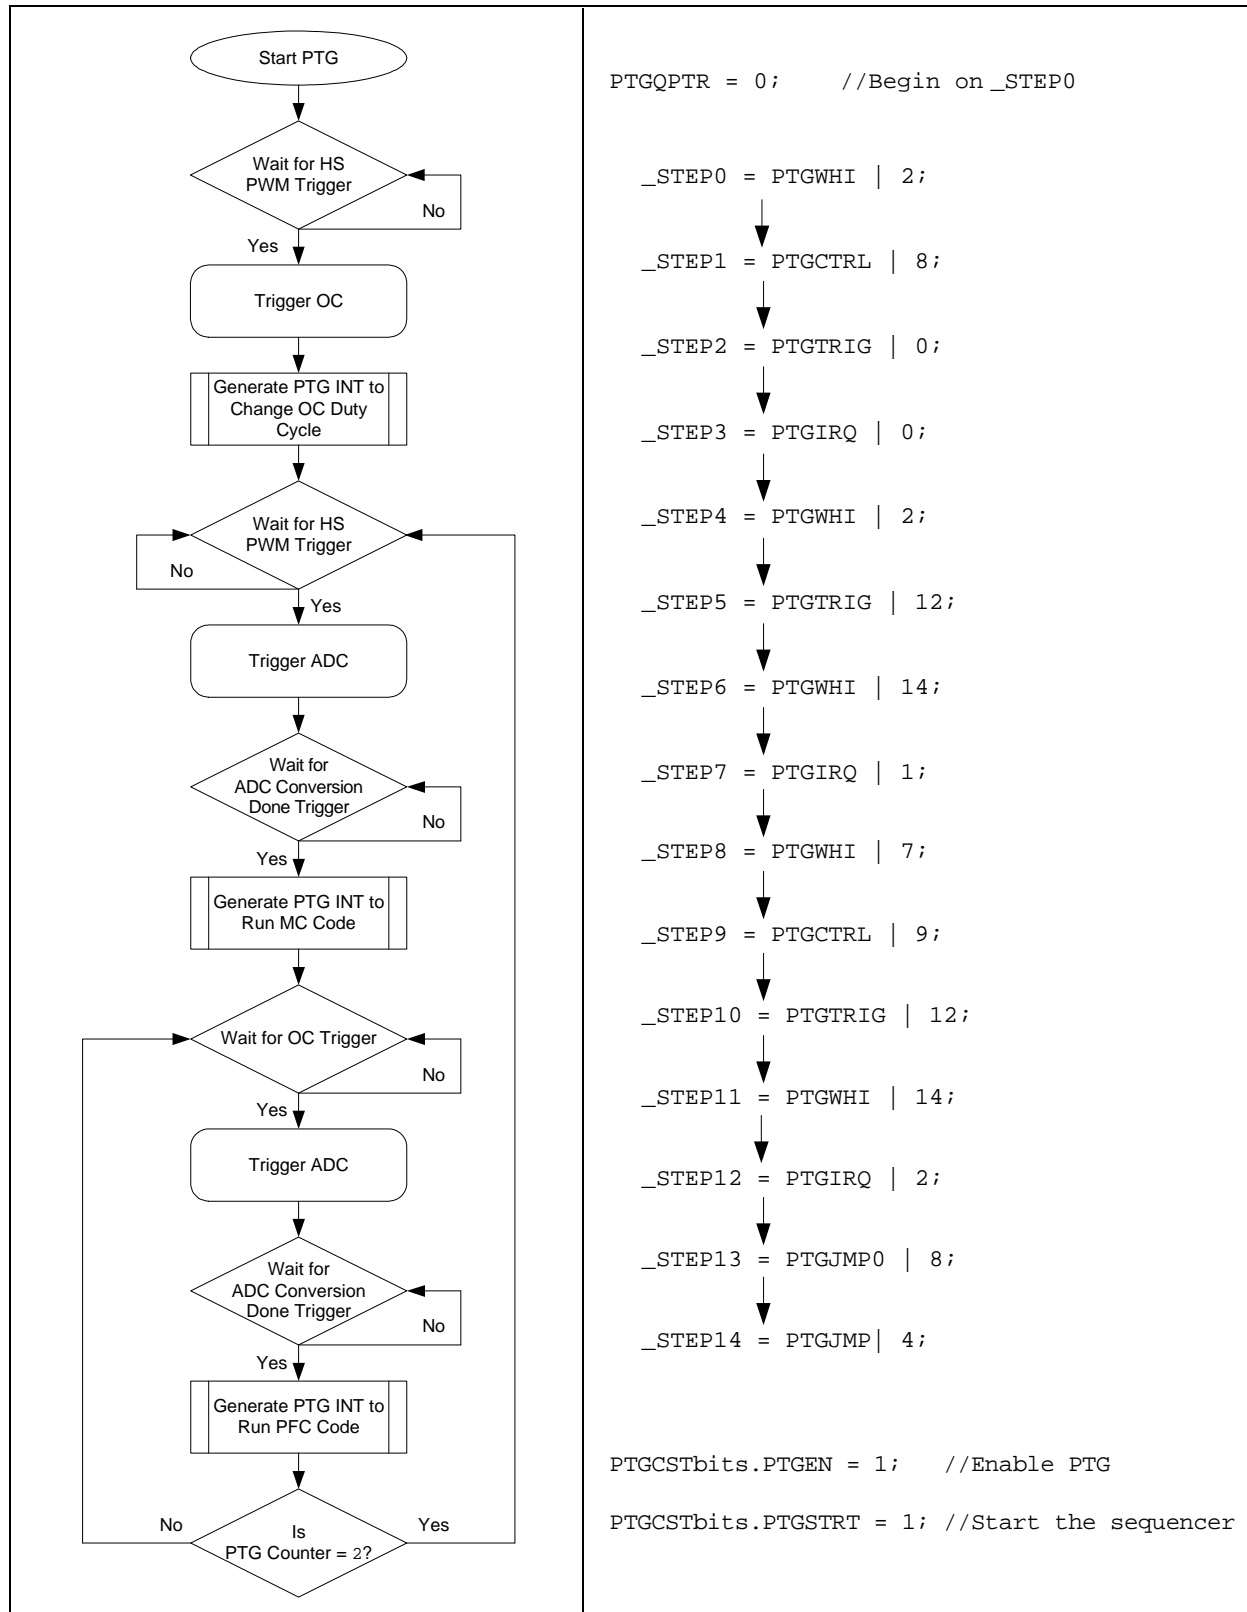 Start PTG
Wait for HS
PWM Trigger
No
Yes
Trigger OC
Generate PTG INT to
Change OC Duty
Cycle
Wait for HS
PWM Trigger
No
Yes
Trigger ADC
Wait for
ADC Conversion
Done Trigger
No
Yes
Generate PTG INT to
Run MC Code
Wait for OC Trigger
No
Yes
Trigger ADC
Wait for
ADC Conversion
Done Trigger
No
Yes
Generate PTG INT to
Run PFC Code
No
Is
PTG Counter = 2?
Yes
PTGQPTR = 0; //Begin on _STEP0
_STEP0 = PTGWHI | 2;
_STEP1 = PTGCTRL | 8;
_STEP2 = PTGTRIG | 0;
_STEP3 = PTGIRQ | 0;
_STEP4 = PTGWHI | 2;
_STEP5 = PTGTRIG | 12;
_STEP6 = PTGWHI | 14;
_STEP7 = PTGIRQ | 1;
_STEP8 = PTGWHI | 7;
_STEP9 = PTGCTRL | 9;
_STEP10 = PTGTRIG | 12;
_STEP11 = PTGWHI | 14;
_STEP12 = PTGIRQ | 2;
_STEP13 = PTGJMP0 | 8;
_STEP14 = PTGJMP| 4;
PTGCSTbits.PTGEN = 1; //Enable PTG
PTGCSTbits.PTGSTRT = 1; //Start the sequencer